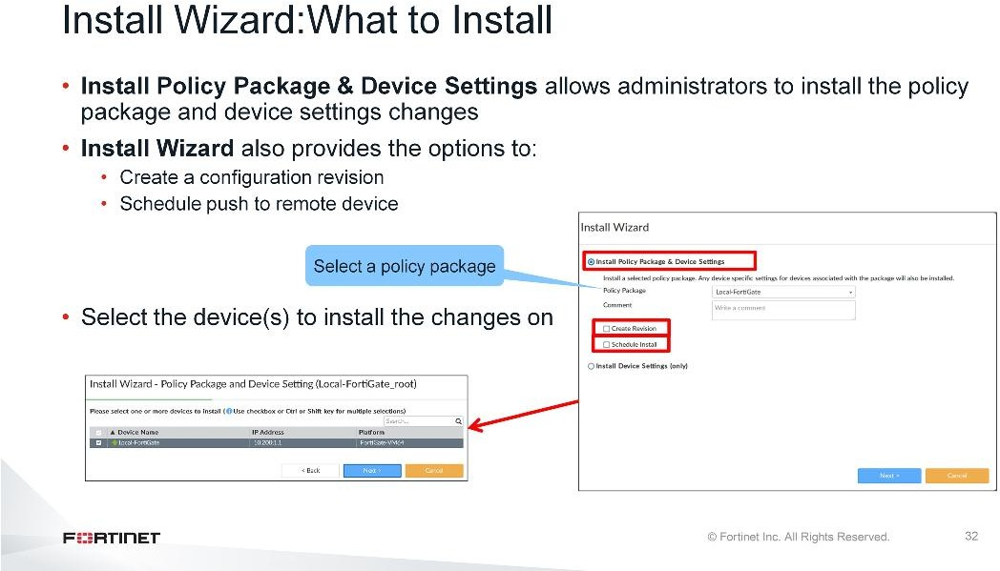 Install Wizard:What to Install
• Install Policy Package & Device Settings allows administrators to install the policy
package and device settings changes
• Install Wizard also provides the options to:
• Create a configuration revision
• Schedule push to remote device
Select a policy package
Install Wizard
Install Policy Package & Device Settings
Install a selected policy package. Any device specific settings for devices associated with the package will also be installed.
Policy Package Local-FortiGate
Comment Write a comment
Create Revision
Schedule Install
Install Device Settings (only)
Next >
Cancel
• Select the device(s) to install the changes on
Install Wizard - Policy Package and Device Setting (Local-FortiGate_root)
Please select one or more devices to install (Use checkbox or Ctrl or Shift key for multiple selections)
Search...
▲ Device Name IP Address Platform
Local-FortiGate 10.200.1.1 FortiGate-VM64
< Back Next > Cancel
FORTINET
© Fortinet Inc. All Rights Reserved.
32